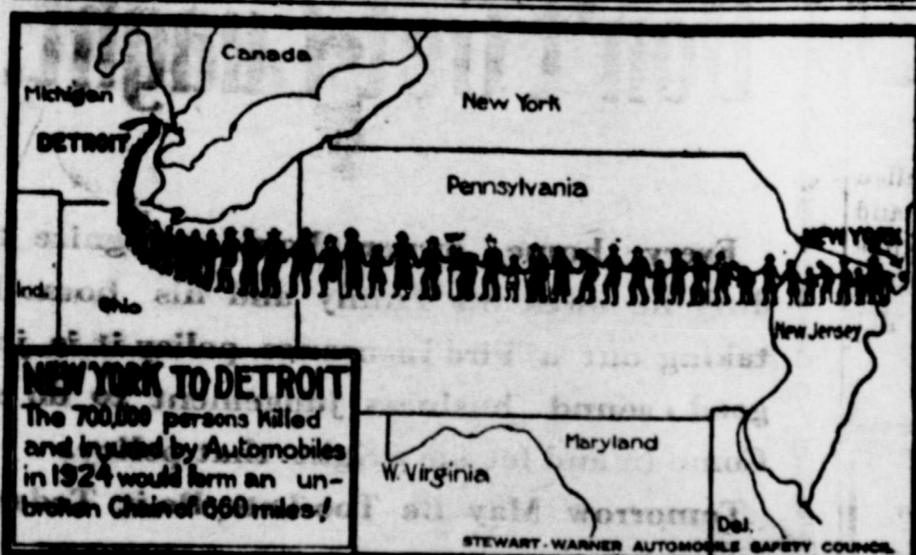 Canada
Michigan
New York
DETROIT
Pennsylvania
NEW YORK
Ind.
Ohio
New Jersey
NEW YORK TO DETROIT
The 700,000 persons killed
and injured by Automobiles
in 1924 would form an un-
broken Chain of 660 miles!
Maryland
W. Virginia
Del.
STEWART-WARNER AUTOMOBILE SAFETY COUNCIL